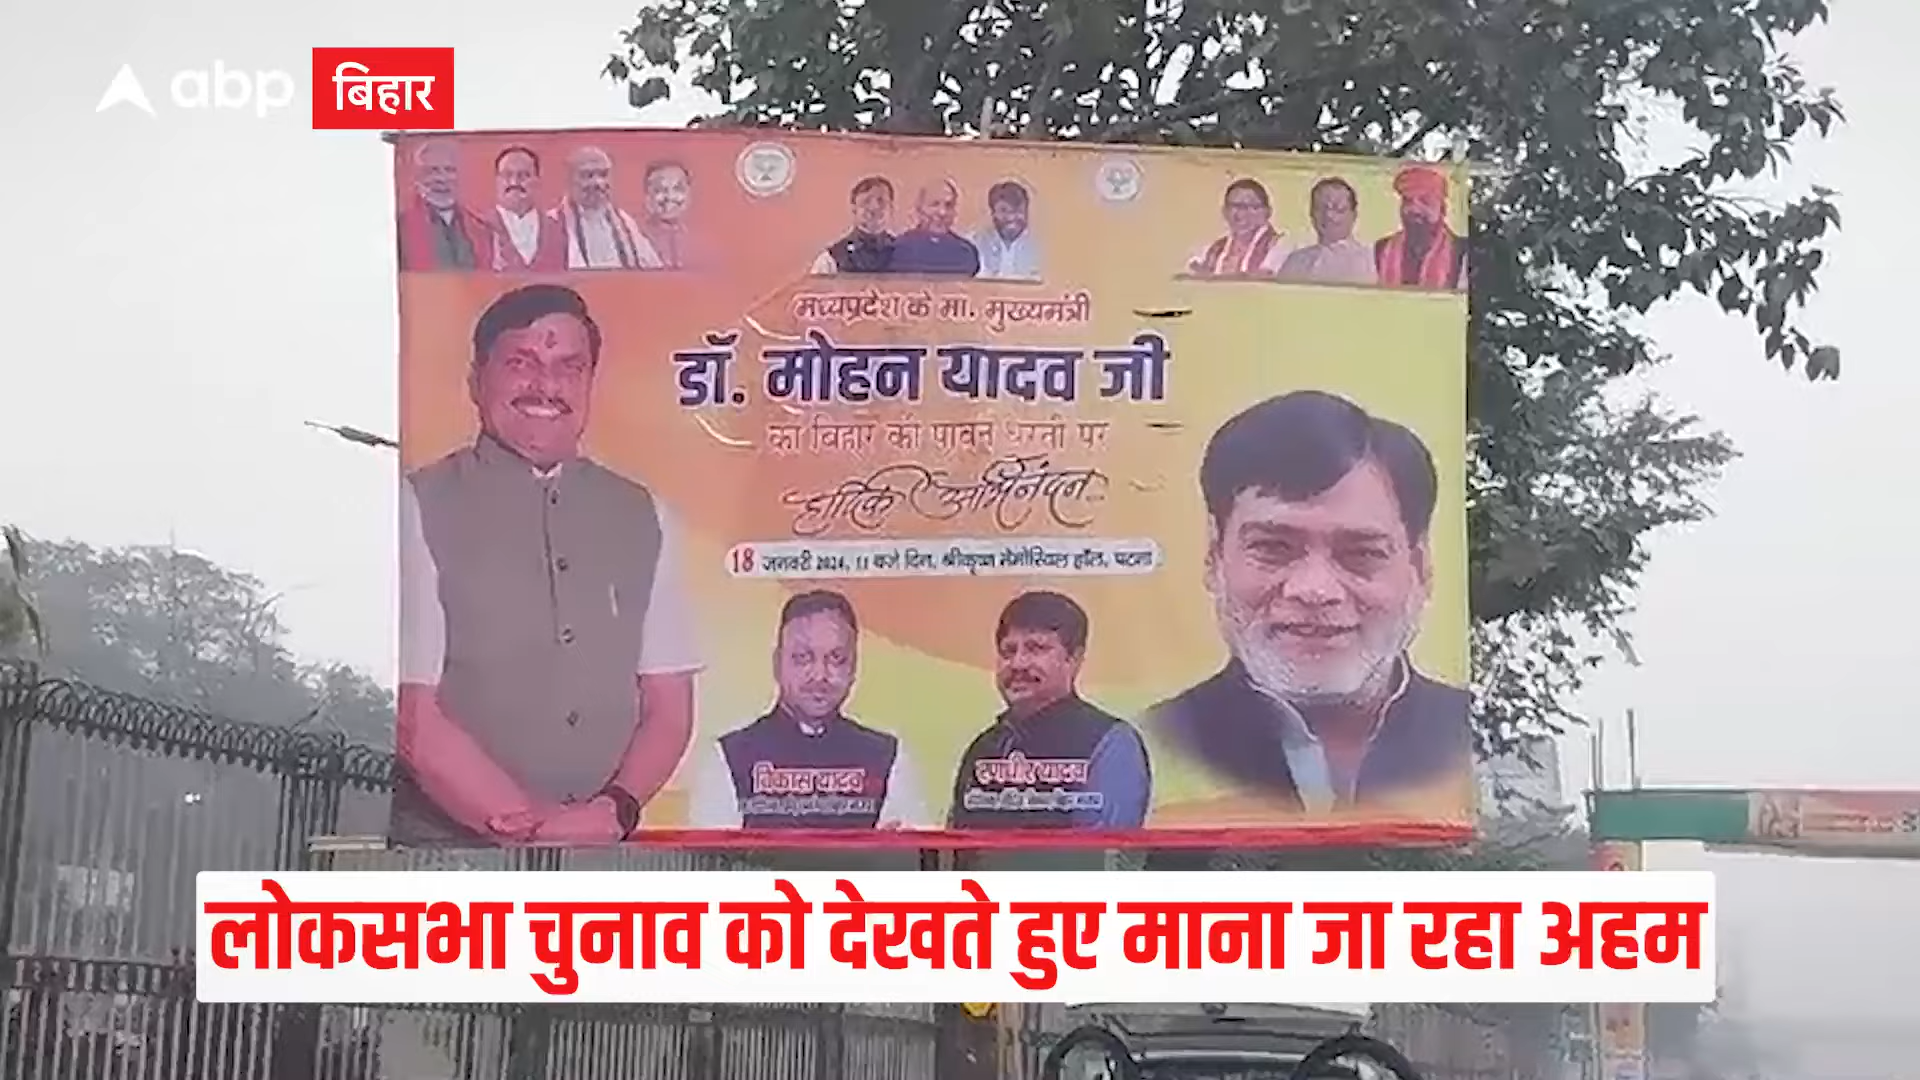 abp
बिहार
मध्यप्रदेश के मा. मुख्यमंत्री
डॉ. मोहन यादव जी
का बिहार की पावन धरती पर
हार्दिक अभिनंदन
18 जनवरी 2024, 11 बजे दिन, श्रीकृष्ण मेमोरियल हॉल, पटना
विकास यादव
रणधीर यादव
लोकसभा चुनाव को देखते हुए माना जा रहा अहम